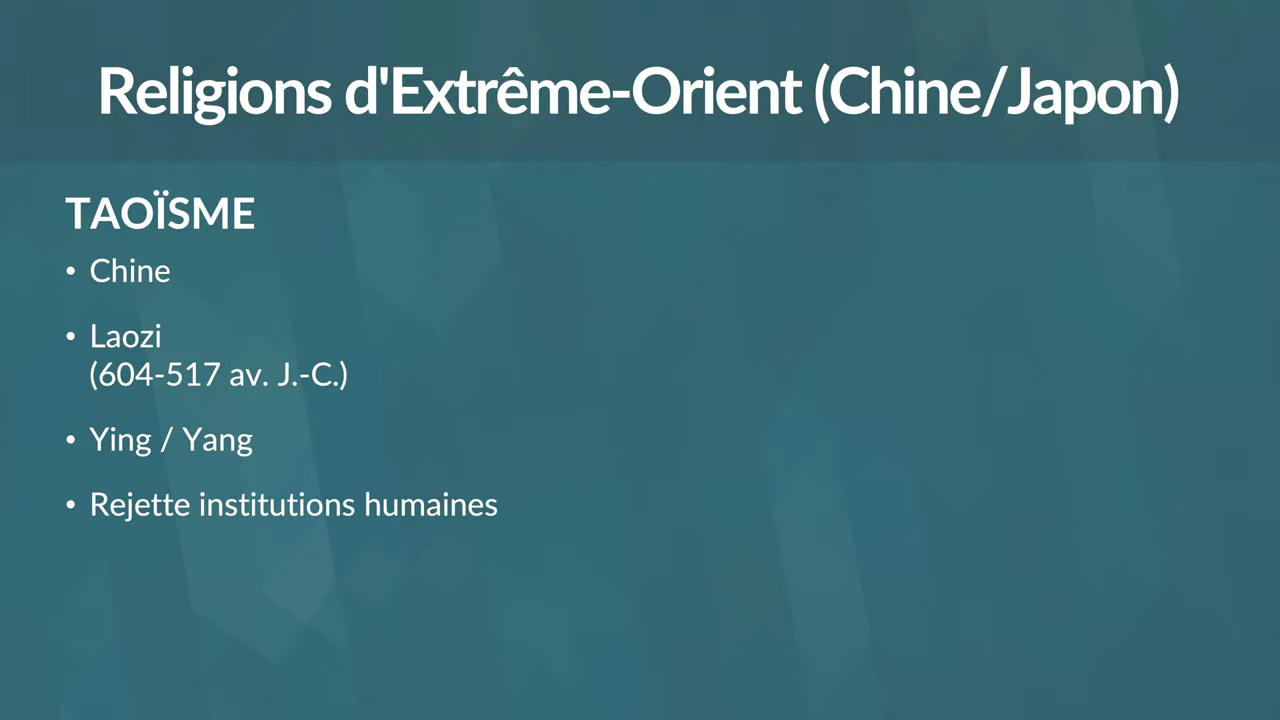 Religions d'Extrême-Orient (Chine/Japon)
TAOÏSME
• Chine
• Laozi
(604-517 av. J.-C.)
• Ying / Yang
• Rejette institutions humaines